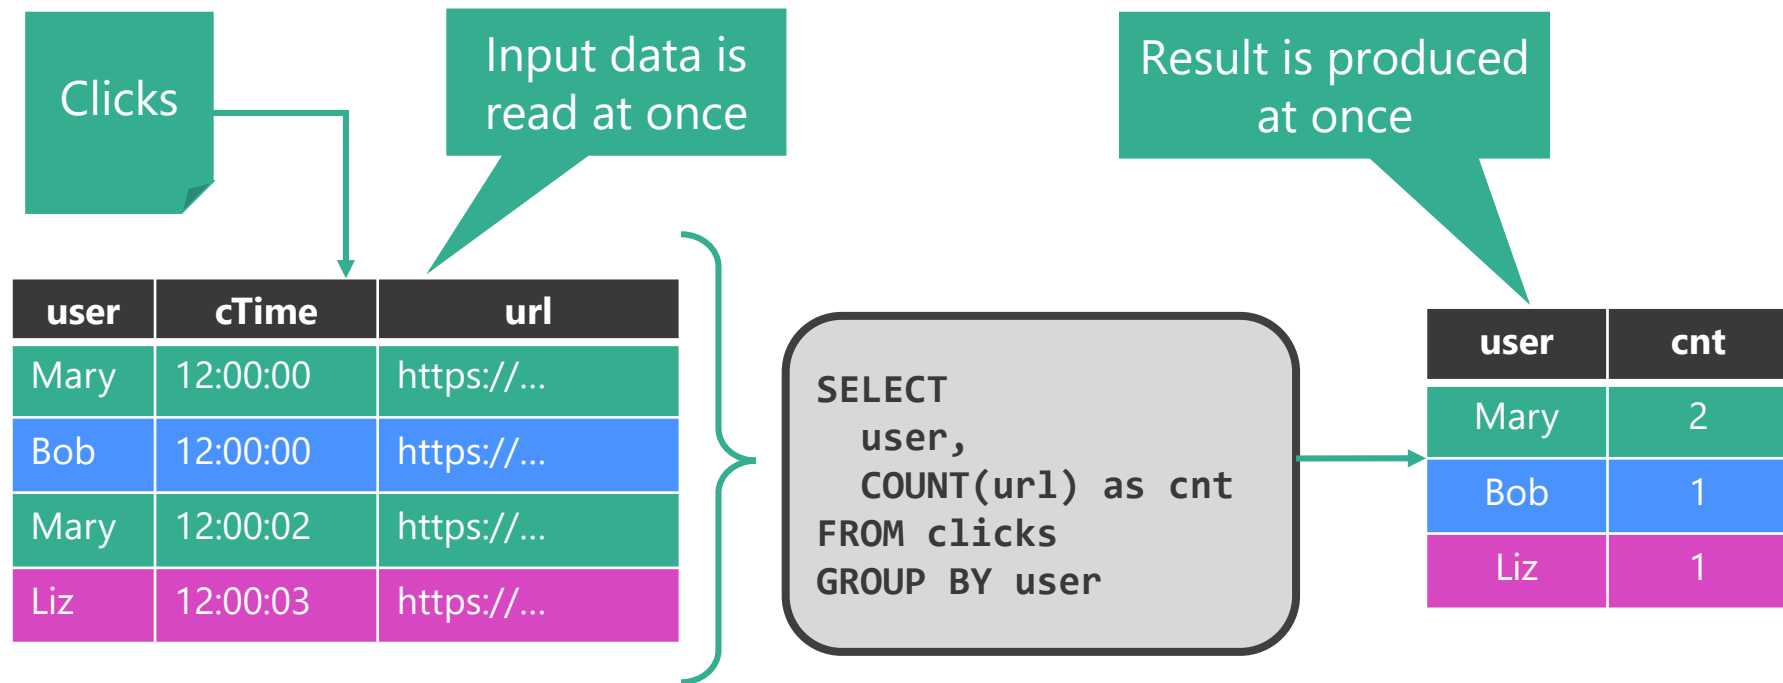 Clicks
Input data is
read at once
Result is produced
at once
user cTime url
Mary 12:00:00 https://...
Bob 12:00:00 https://...
Mary 12:00:02 https://...
Liz 12:00:03 https://...
SELECT
user,
COUNT(url) as cnt
FROM clicks
GROUP BY user
user cnt
Mary 2
Bob 1
Liz 1